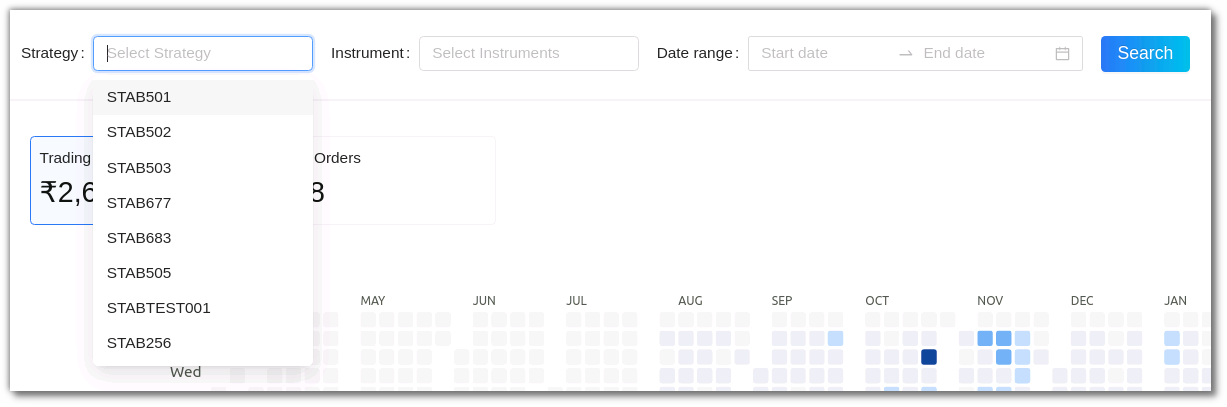 Strategy : Select Strategy Instrument : Select Instruments Date range : Start date End date Search
STAB501
STAB502
STAB503
STAB677
STAB683
STAB505
STABTEST001
STAB256
Trading Orders
₹2,6 8
MAY JUN JUL AUG SEP OCT NOV DEC JAN
Wed